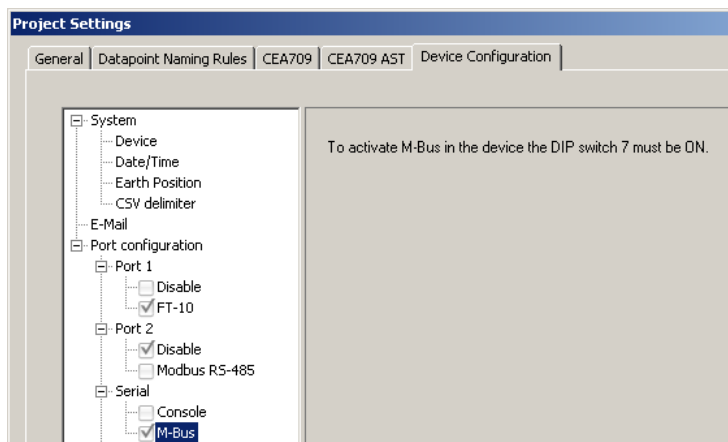 Project Settings
General Datapoint Naming Rules CEA709 CEA709 AST Device Configuration
System
Device
Date/Time
Earth Position
CSV delimiter
E-Mail
Port configuration
Port 1
Disable
FT-10
Port 2
Disable
Modbus RS-485
Serial
Console
M-Bus
To activate M-Bus in the device the DIP switch 7 must be ON.